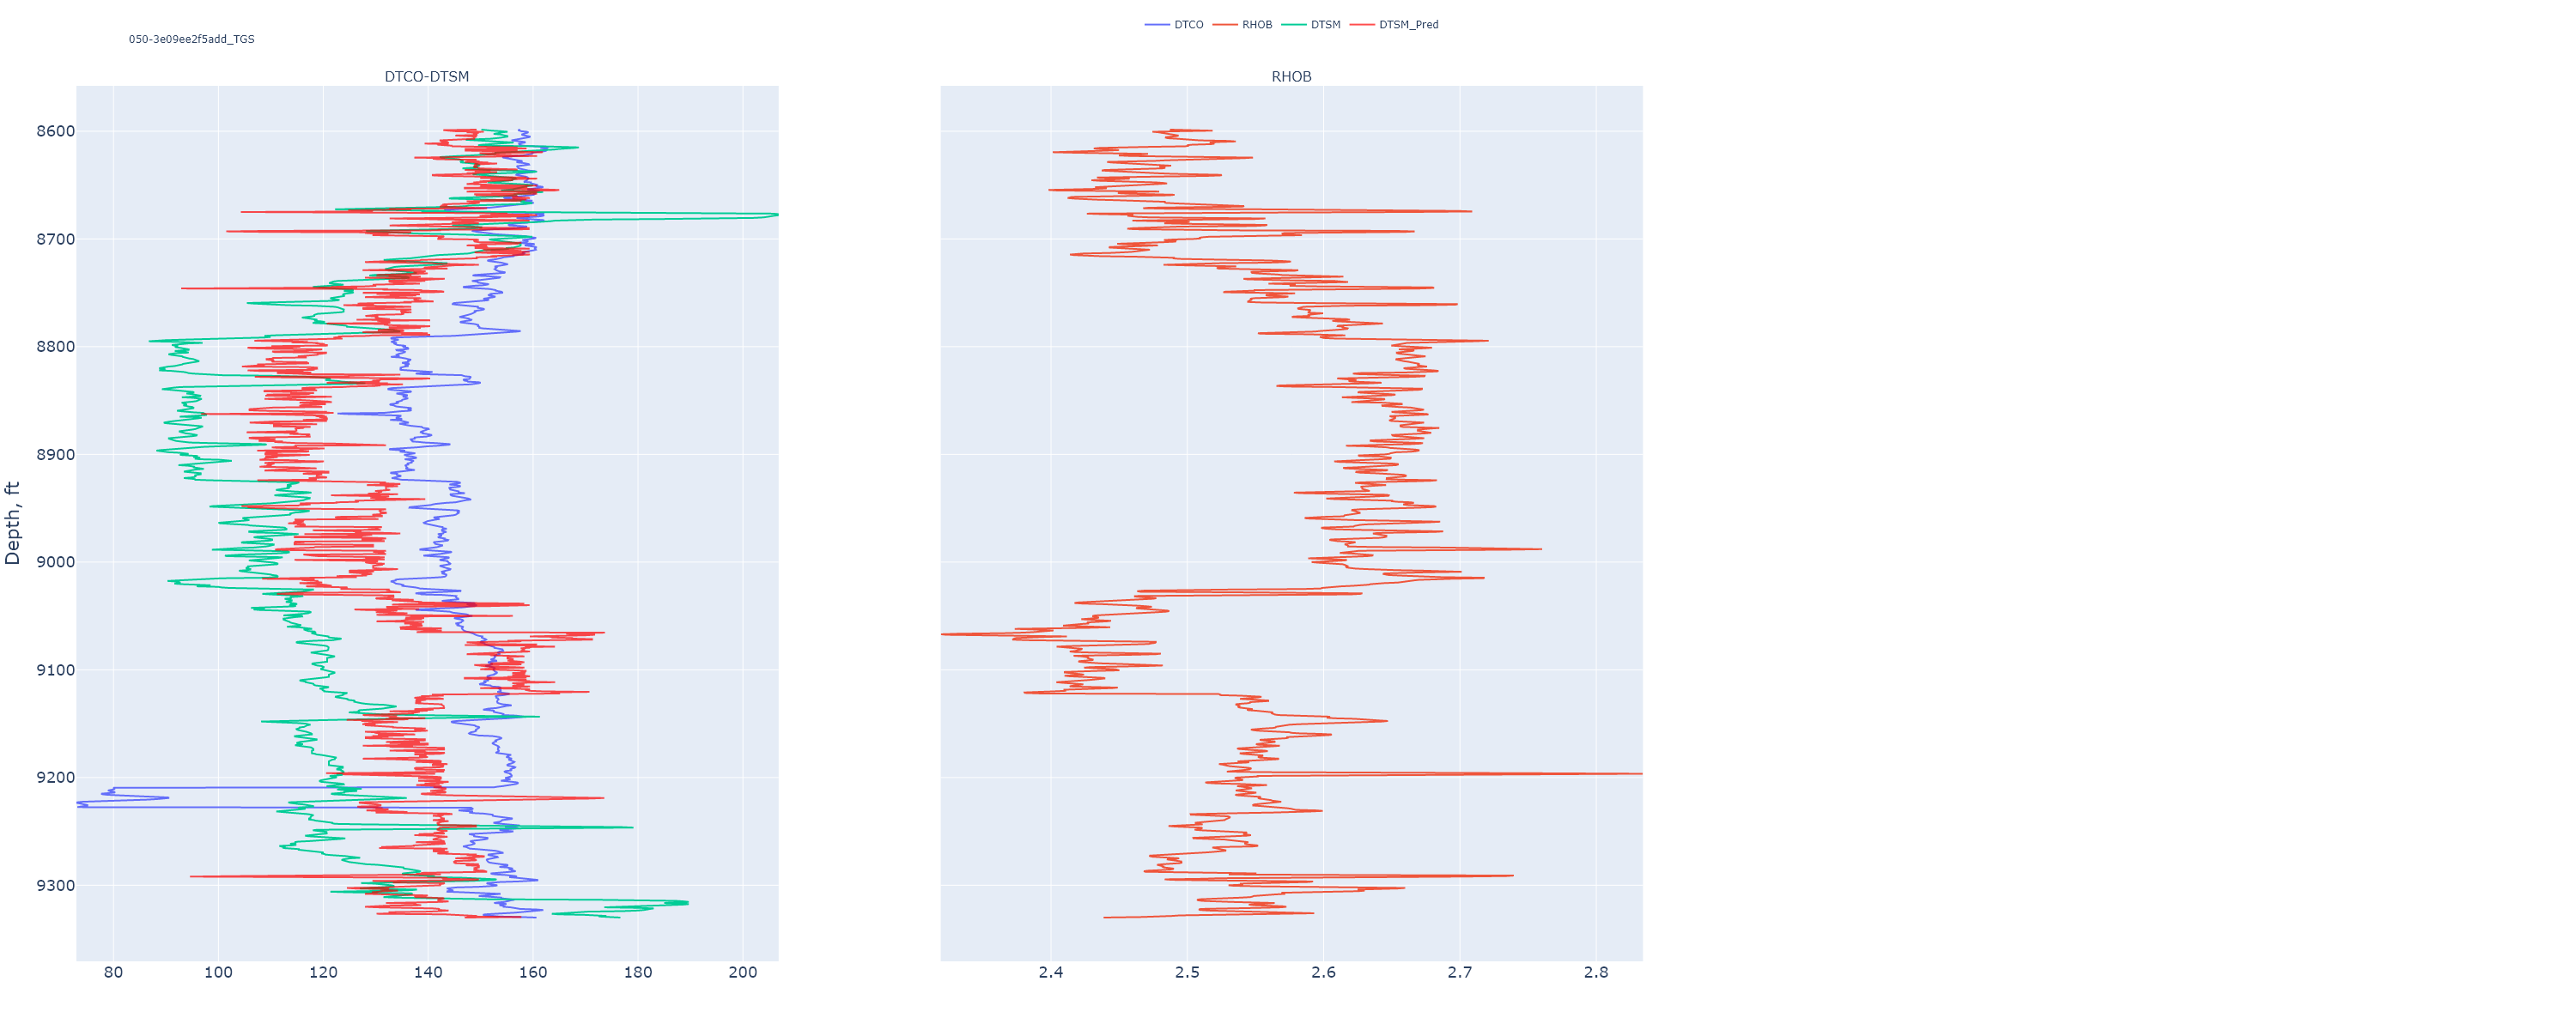 DTCO RHOB DTSM DTSM_Pred
050-3e09ee2f5add_TGS
DTCO-DTSM
RHOB
Depth, ft
8600
8700
8800
8900
9000
9100
9200
9300
80 100 120 140 160 180 200
2.4 2.5 2.6 2.7 2.8